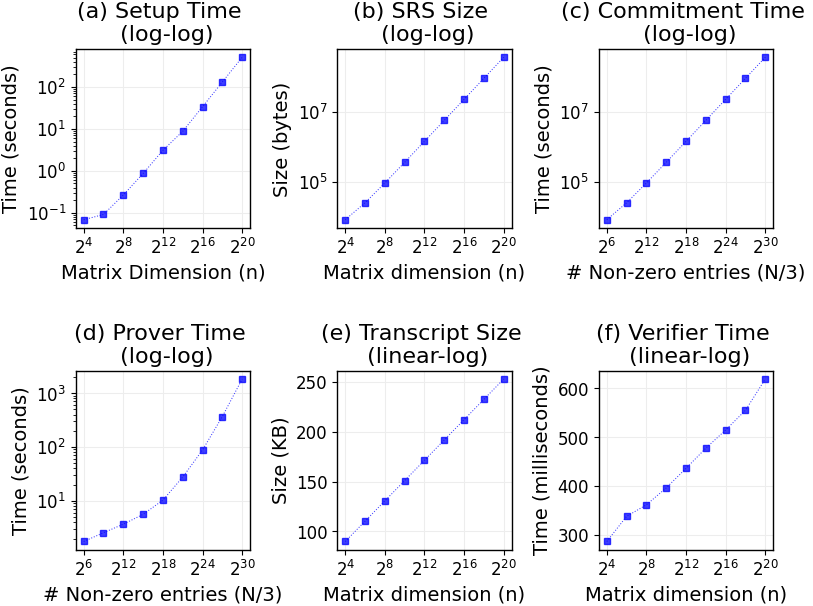 (a) Setup Time
(log-log)
Time (seconds)
10²
10¹
10⁰
10⁻¹
2⁴ 2⁸ 2¹² 2¹⁶ 2²⁰
Matrix Dimension (n)
(b) SRS Size
(log-log)
Size (bytes)
10⁷
10⁵
2⁴ 2⁸ 2¹² 2¹⁶ 2²⁰
Matrix dimension (n)
(c) Commitment Time
(log-log)
Time (seconds)
10⁷
10⁵
2⁶ 2¹² 2¹⁸ 2²⁴ 2³⁰
# Non-zero entries (N/3)
(d) Prover Time
(log-log)
Time (seconds)
10³
10²
10¹
2⁶ 2¹² 2¹⁸ 2²⁴ 2³⁰
# Non-zero entries (N/3)
(e) Transcript Size
(linear-log)
Size (KB)
250
200
150
100
2⁴ 2⁸ 2¹² 2¹⁶ 2²⁰
Matrix dimension (n)
(f) Verifier Time
(linear-log)
Time (milliseconds)
600
500
400
300
2⁴ 2⁸ 2¹² 2¹⁶ 2²⁰
Matrix dimension (n)